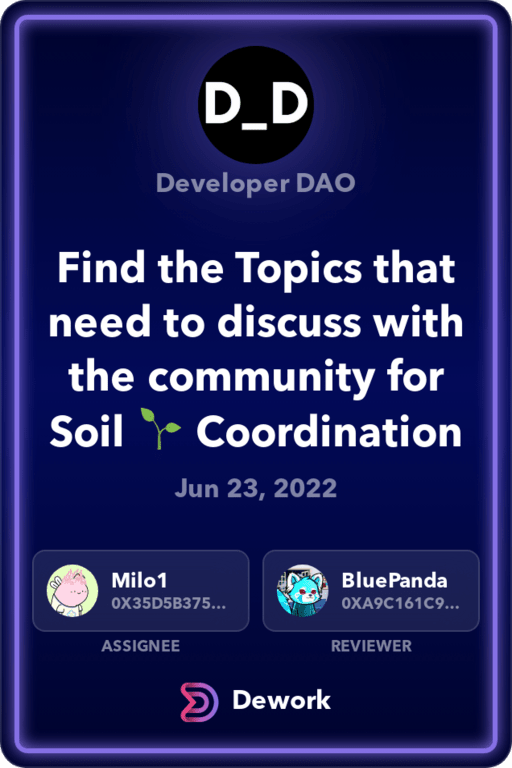 D_D
Developer DAO
Find the Topics that
need to discuss with
the community for
Soil 🌱 Coordination
Jun 23, 2022
Milo1
0X35D5B375...
ASSIGNEE
BluePanda
0XA9C161C9...
REVIEWER
Dework